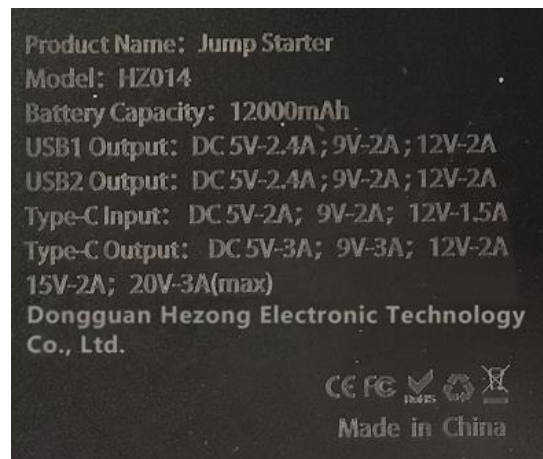 Product Name: Jump Starter
Model: HZ014
Battery Capacity: 12000mAh
USB1 Output: DC 5V-2.4A ; 9V-2A ; 12V-2A
USB2 Output: DC 5V-2.4A ; 9V-2A ; 12V-2A
Type-C Input: DC 5V-2A; 9V-2A; 12V-1.5A
Type-C Output: DC 5V-3A; 9V-3A; 12V-2A
15V-2A; 20V-3A(max)
Dongguan Hezong Electronic Technology
Co., Ltd.
CE FC RoHS
Made in China